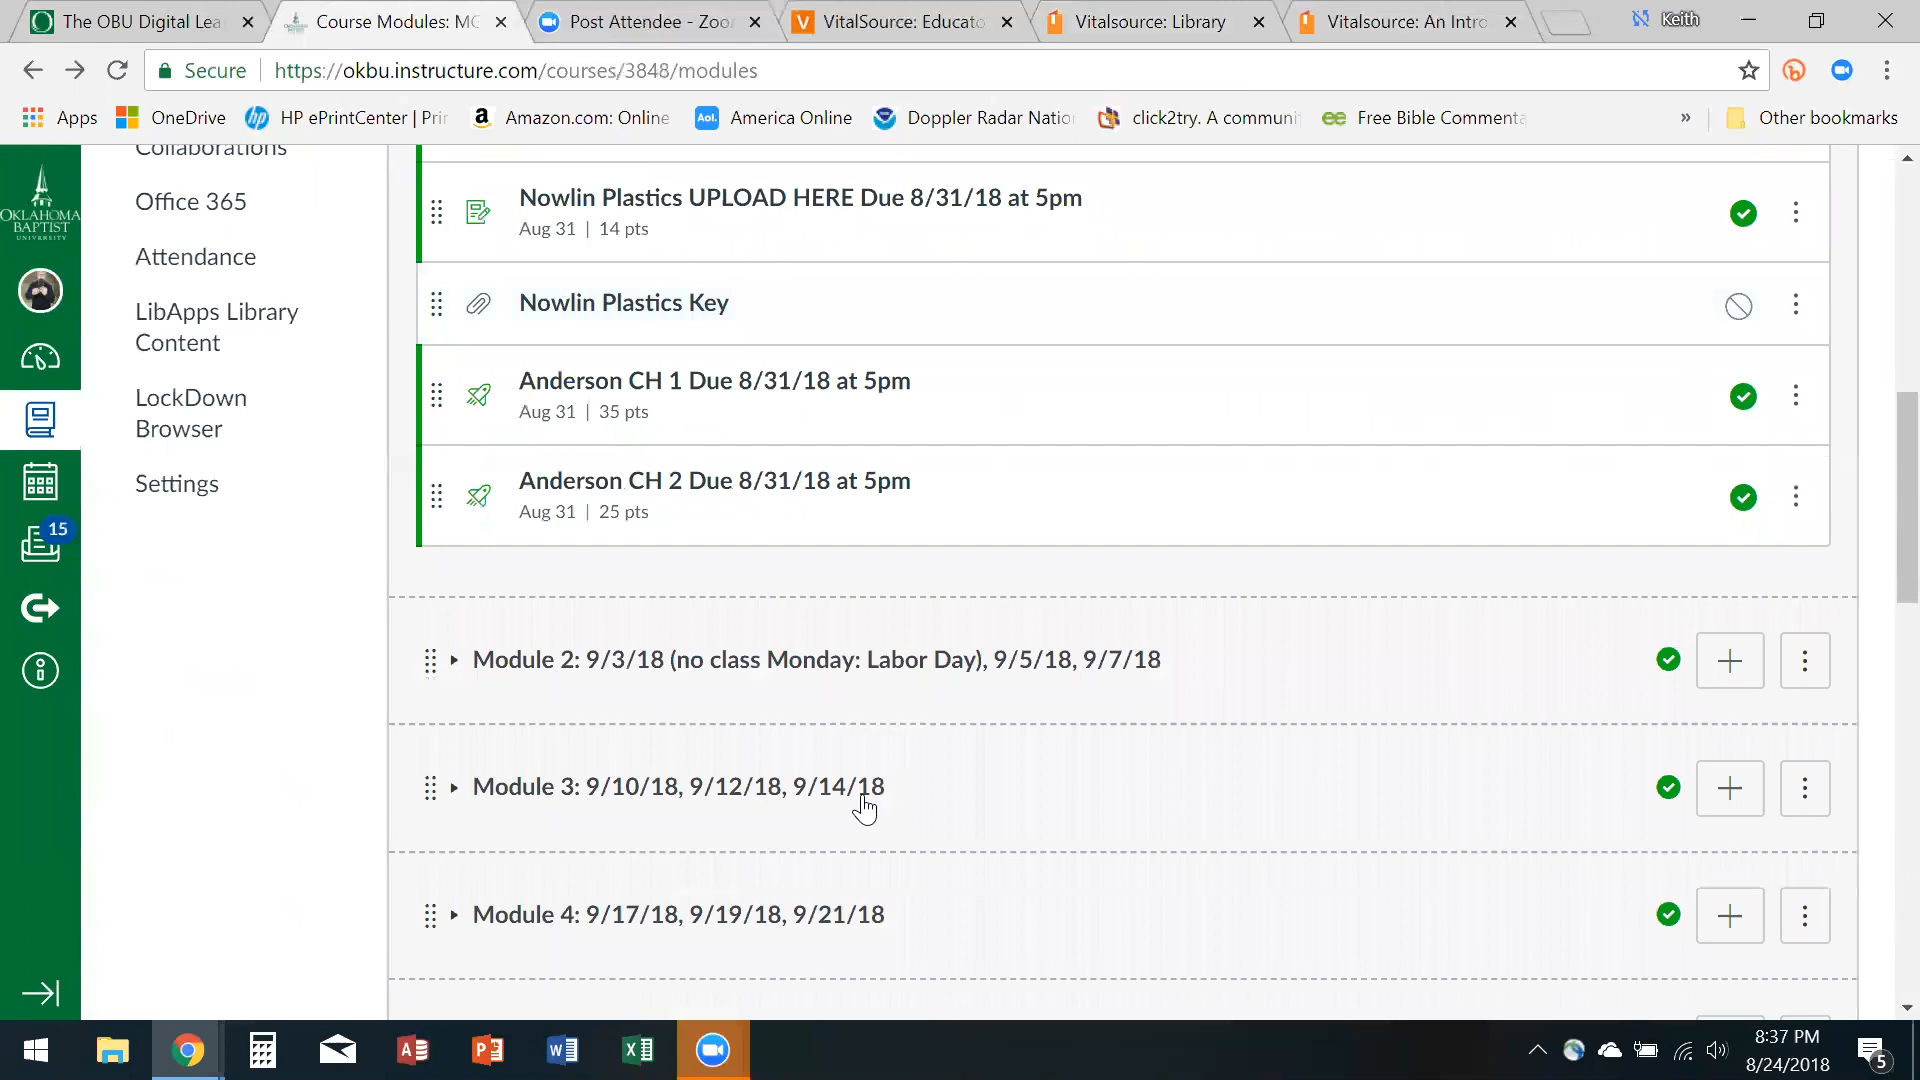 The OBU Digital Lea
Course Modules: MG
Post Attendee - Zoo
VitalSource: Educato
Vitalsource: Library
Vitalsource: An Intro
Keith
Secure
https://okbu.instructure.com/courses/3848/modules
Apps
OneDrive
HP ePrintCenter | Prin
Amazon.com: Online
Aol.
America Online
Doppler Radar Natio
click2try. A communi
Free Bible Commenta
»
Other bookmarks
OKLAHOMA
BAPTIST
UNIVERSITY
15
Collaborations
Office 365
Attendance
LibApps Library
Content
LockDown
Browser
Settings
Nowlin Plastics UPLOAD HERE Due 8/31/18 at 5pm
Aug 31 | 14 pts
Nowlin Plastics Key
Anderson CH 1 Due 8/31/18 at 5pm
Aug 31 | 35 pts
Anderson CH 2 Due 8/31/18 at 5pm
Aug 31 | 25 pts
Module 2: 9/3/18 (no class Monday: Labor Day), 9/5/18, 9/7/18
Module 3: 9/10/18, 9/12/18, 9/14/18
Module 4: 9/17/18, 9/19/18, 9/21/18
8:37 PM
8/24/2018
5